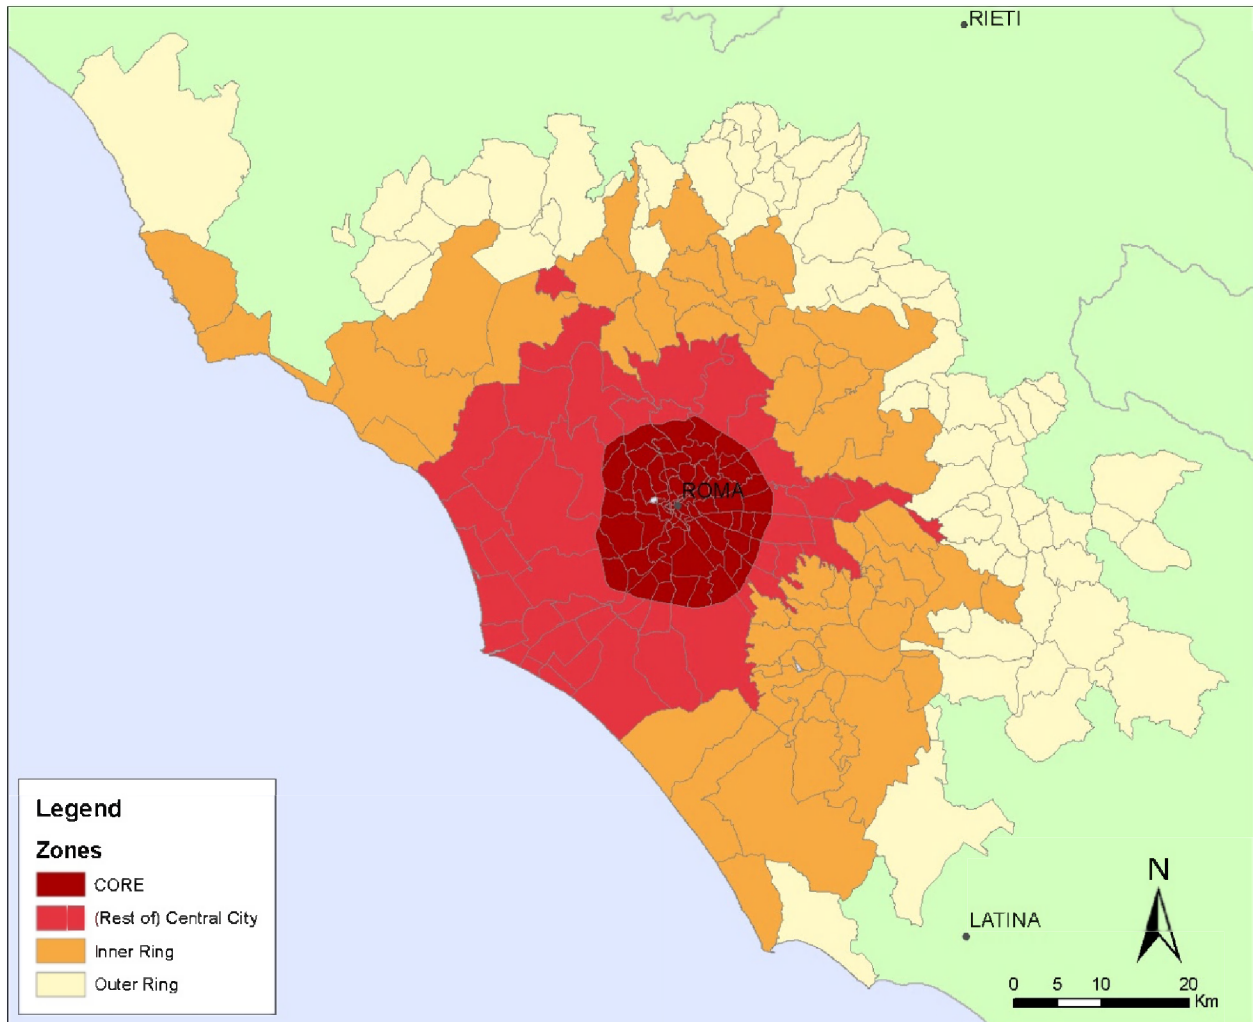 RIETI
ROMA
Legend
Zones
CORE
(Rest of) Central City
Inner Ring
Outer Ring
LATINA
N
0 5 10 20
Km